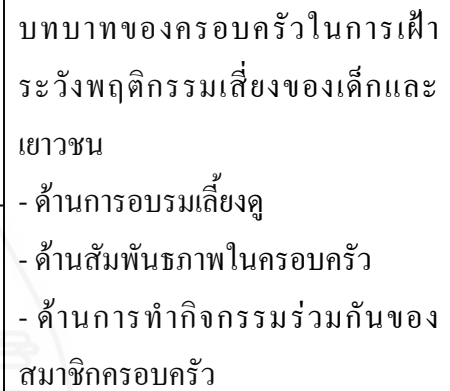 บทบาทของครอบครัวในการเฝ้า
ระวังพฤติกรรมเสี่ยงของเด็กและ
เยาวชน
- ด้านการอบรมเลี้ยงดู
- ด้านสัมพันธภาพในครอบครัว
- ด้านการทำกิจกรรมร่วมกันของ
สมาชิกครอบครัว